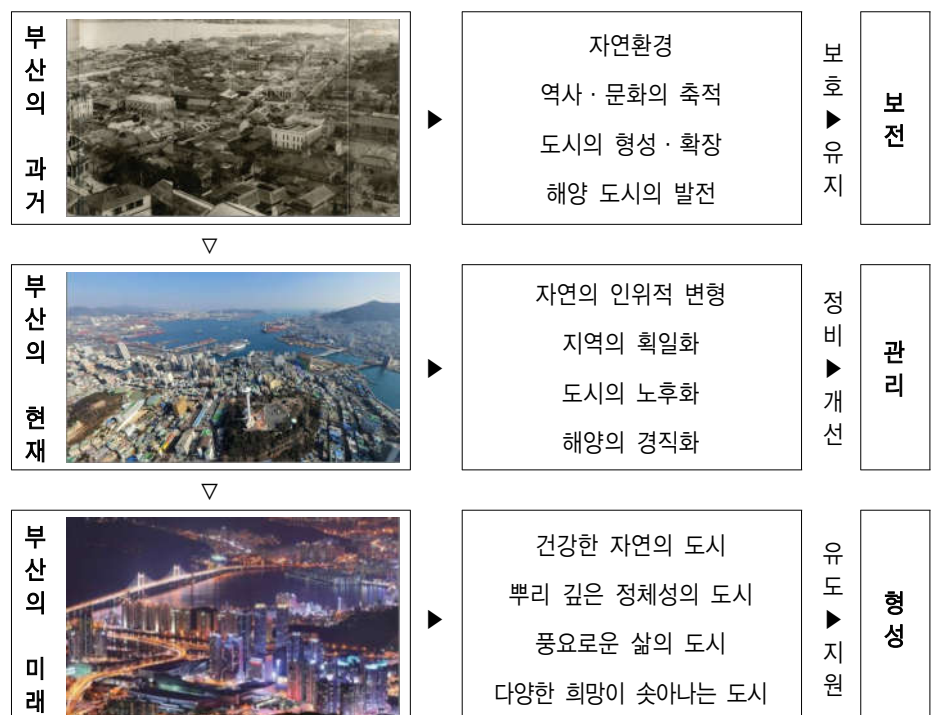 부산의 과거
▶
자연환경
역사 · 문화의 축적
도시의 형성 · 확장
해양 도시의 발전
보호▶유지
보전
▽
부산의 현재
▶
자연의 인위적 변형
지역의 획일화
도시의 노후화
해양의 경직화
정비▶개선
관리
▽
부산의 미래
▶
건강한 자연의 도시
뿌리 깊은 정체성의 도시
풍요로운 삶의 도시
다양한 희망이 솟아나는 도시
유도▶지원
형성